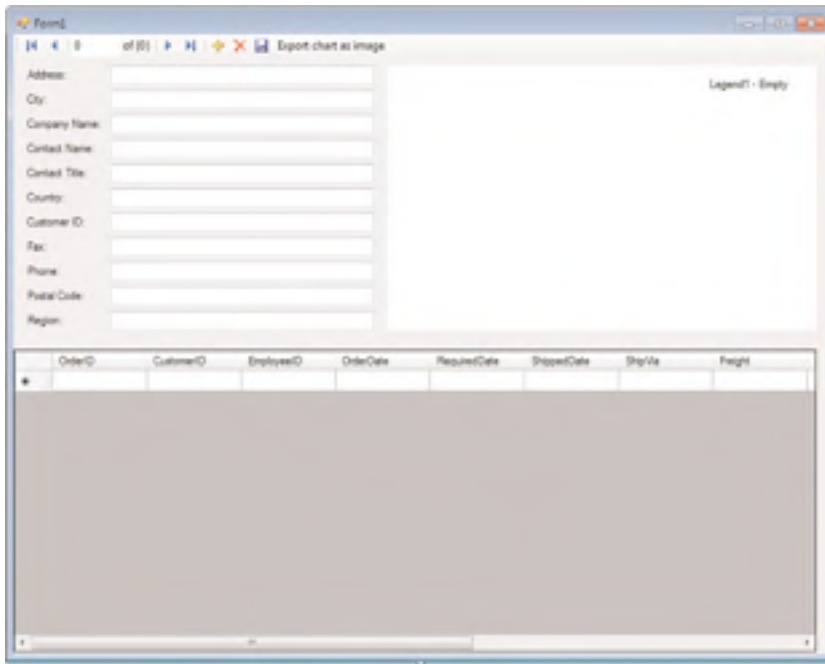 Form1
0 of {0} Export chart as image
Address:
City:
Company Name:
Contact Name:
Contact Title:
Country:
Customer ID:
Fax:
Phone:
Postal Code:
Region:
Legend1 - Empty
OrderID CustomerID EmployeeID OrderDate RequiredDate ShippedDate ShipVia Freight